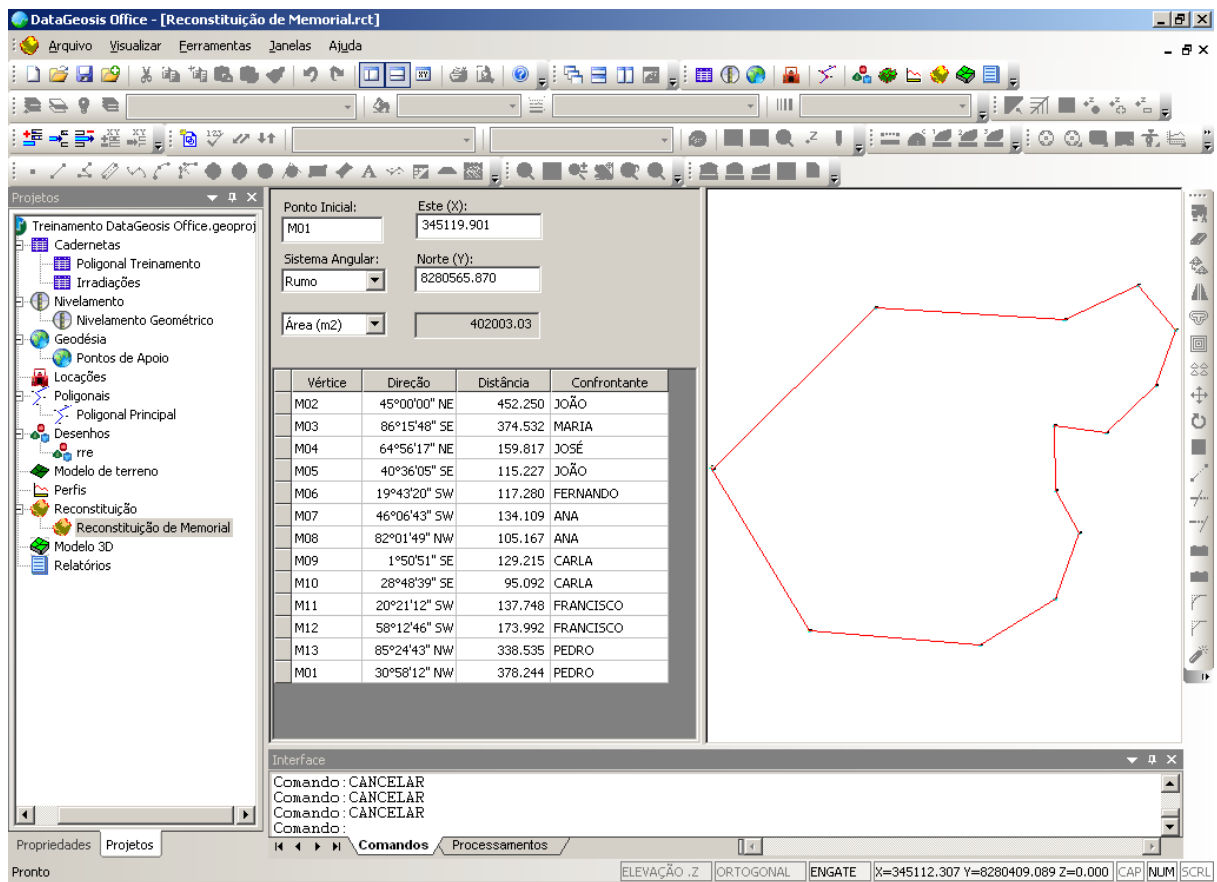 DataGeosis Office - [Reconstituição de Memorial.rct]
Arquivo Visualizar Ferramentas Janelas Ajuda
Projetos
Treinamento DataGeosis Office.geoproj
Cadernetas
Poligonal Treinamento
Irradiações
Nivelamento
Nivelamento Geométrico
Geodésia
Pontos de Apoio
Locações
Poligonais
Poligonal Principal
Desenhos
rre
Modelo de terreno
Perfis
Reconstituição
Reconstituição de Memorial
Modelo 3D
Relatórios
Propriedades Projetos
Ponto Inicial: Este (X):
M01 345119.901
Sistema Angular: Norte (Y):
Rumo 8280565.870
Área (m2) 402003.03
Vértice Direção Distância Confrontante
M02 45°00'00" NE 452.250 JOÃO
M03 86°15'48" SE 374.532 MARIA
M04 64°56'17" NE 159.817 JOSÉ
M05 40°36'05" SE 115.227 JOÃO
M06 19°43'20" SW 117.280 FERNANDO
M07 46°06'43" SW 134.109 ANA
M08 82°01'49" NW 105.167 ANA
M09 1°50'51" SE 129.215 CARLA
M10 28°48'39" SE 95.092 CARLA
M11 20°21'12" SW 137.748 FRANCISCO
M12 58°12'46" SW 173.992 FRANCISCO
M13 85°24'43" NW 338.535 PEDRO
M01 30°58'12" NW 378.244 PEDRO
Interface
Comando:CANCELAR
Comando:CANCELAR
Comando:CANCELAR
Comando:
Comandos Processamentos
Pronto
ELEVAÇÃO .Z ORTOGONAL ENGATE X=345112.307 Y=8280409.089 Z=0.000 CAP NUM SCRL